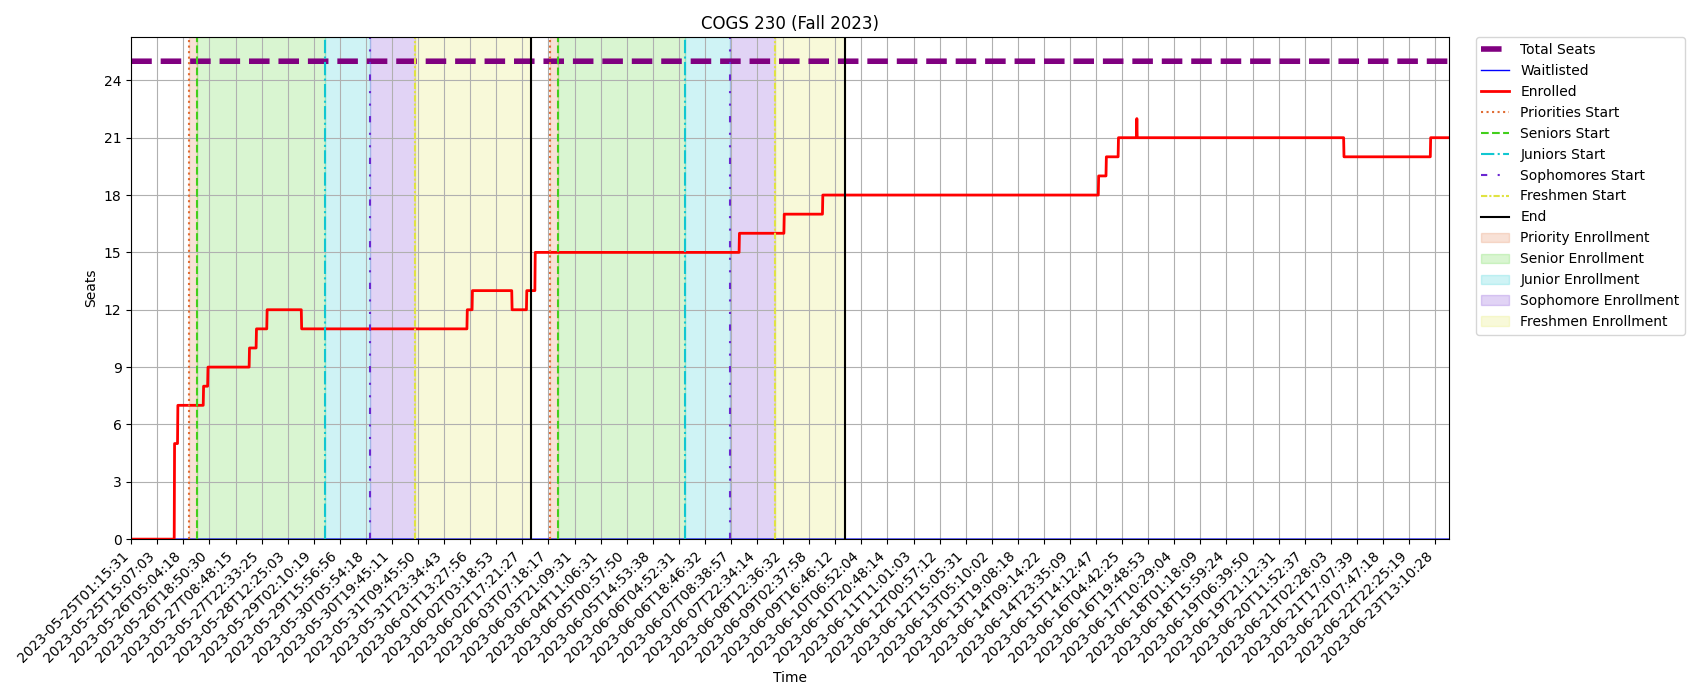 COGS 230 (Fall 2023)
Total Seats
Waitlisted
Enrolled
Priorities Start
Seniors Start
Juniors Start
Sophomores Start
Freshmen Start
End
Priority Enrollment
Senior Enrollment
Junior Enrollment
Sophomore Enrollment
Freshmen Enrollment
Seats
24
21
18
15
12
9
6
3
0
2023-05-25T01:15:31
2023-05-25T15:07:03
2023-05-26T05:04:18
2023-05-26T18:50:30
2023-05-27T08:48:15
2023-05-27T22:33:25
2023-05-28T12:25:03
2023-05-29T02:10:19
2023-05-29T15:56:56
2023-05-30T05:54:18
2023-05-30T19:45:11
2023-05-31T09:45:50
2023-05-31T23:34:43
2023-06-01T13:27:56
2023-06-02T03:18:53
2023-06-02T17:21:27
2023-06-03T07:18:17
2023-06-03T21:09:31
2023-06-04T11:06:31
2023-06-05T00:57:50
2023-06-05T14:53:38
2023-06-06T04:52:31
2023-06-06T18:46:32
2023-06-07T08:38:57
2023-06-07T22:34:14
2023-06-08T12:36:32
2023-06-09T02:37:58
2023-06-09T16:46:12
2023-06-10T06:52:04
2023-06-10T20:48:14
2023-06-11T11:01:03
2023-06-12T00:57:12
2023-06-12T15:05:31
2023-06-13T05:10:02
2023-06-13T19:08:18
2023-06-14T09:14:22
2023-06-14T23:35:09
2023-06-15T14:12:47
2023-06-16T04:42:25
2023-06-16T19:48:53
2023-06-17T10:29:04
2023-06-18T01:18:09
2023-06-18T15:59:24
2023-06-19T06:39:50
2023-06-19T21:12:31
2023-06-20T11:52:37
2023-06-21T02:28:03
2023-06-21T17:07:39
2023-06-22T07:47:18
2023-06-22T22:25:19
2023-06-23T13:10:28
Time